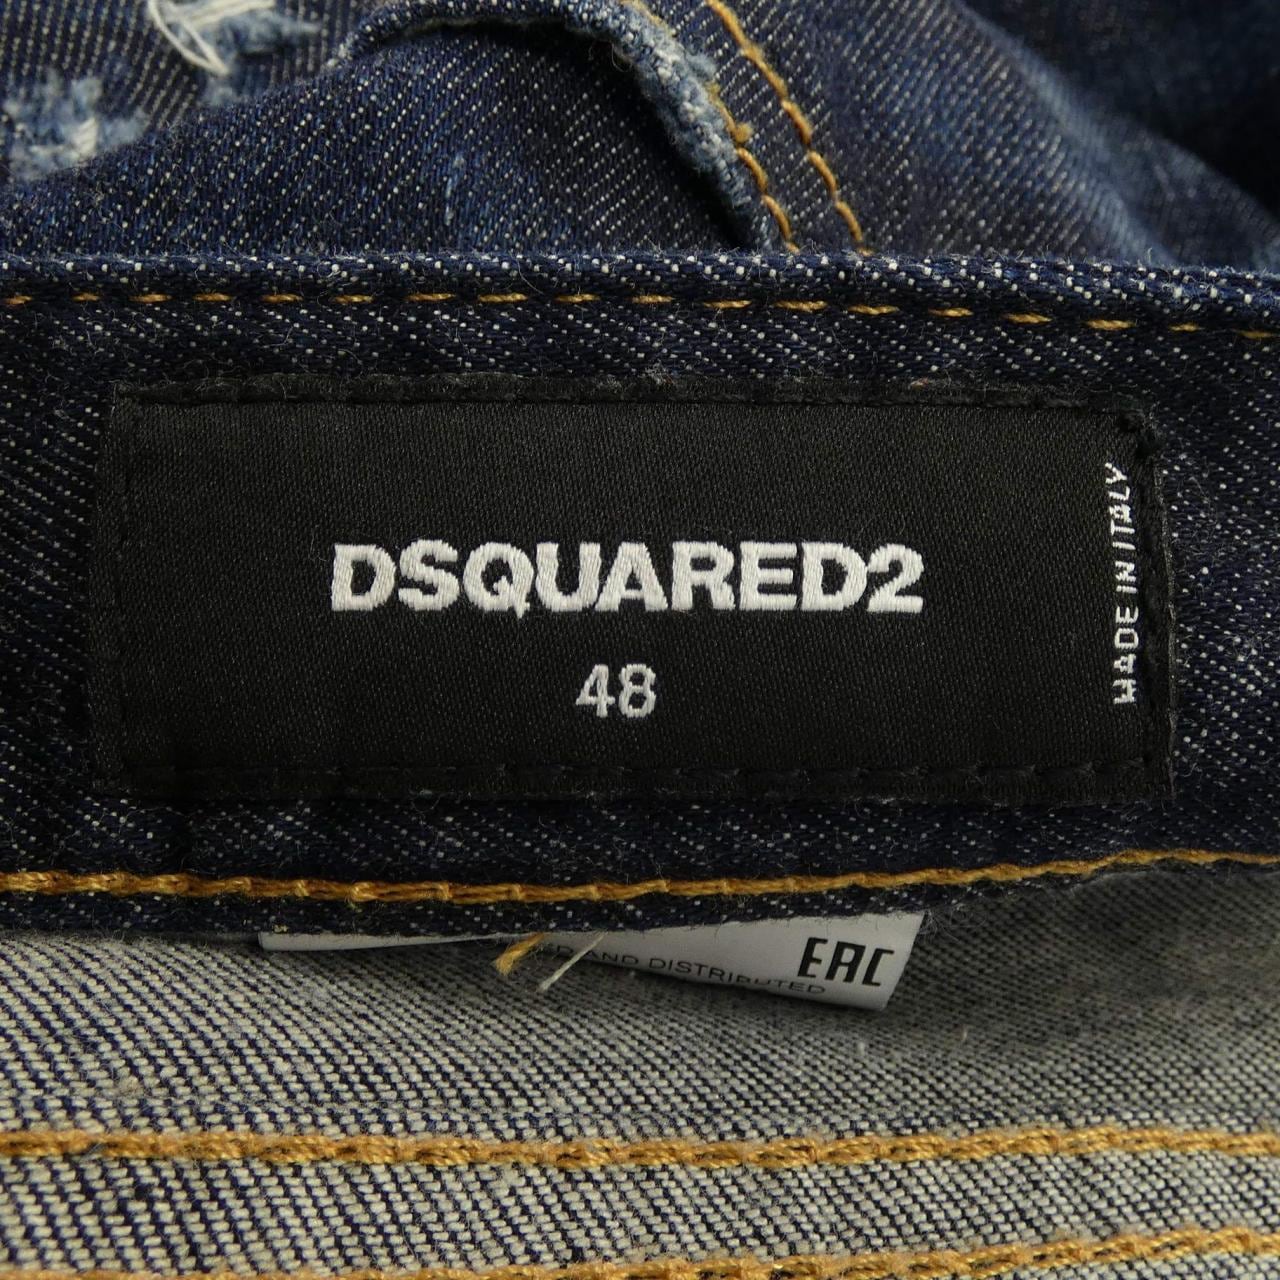 DSQUARED2
48
MADE IN ITALY
AND DISTRIBUTED
EAC